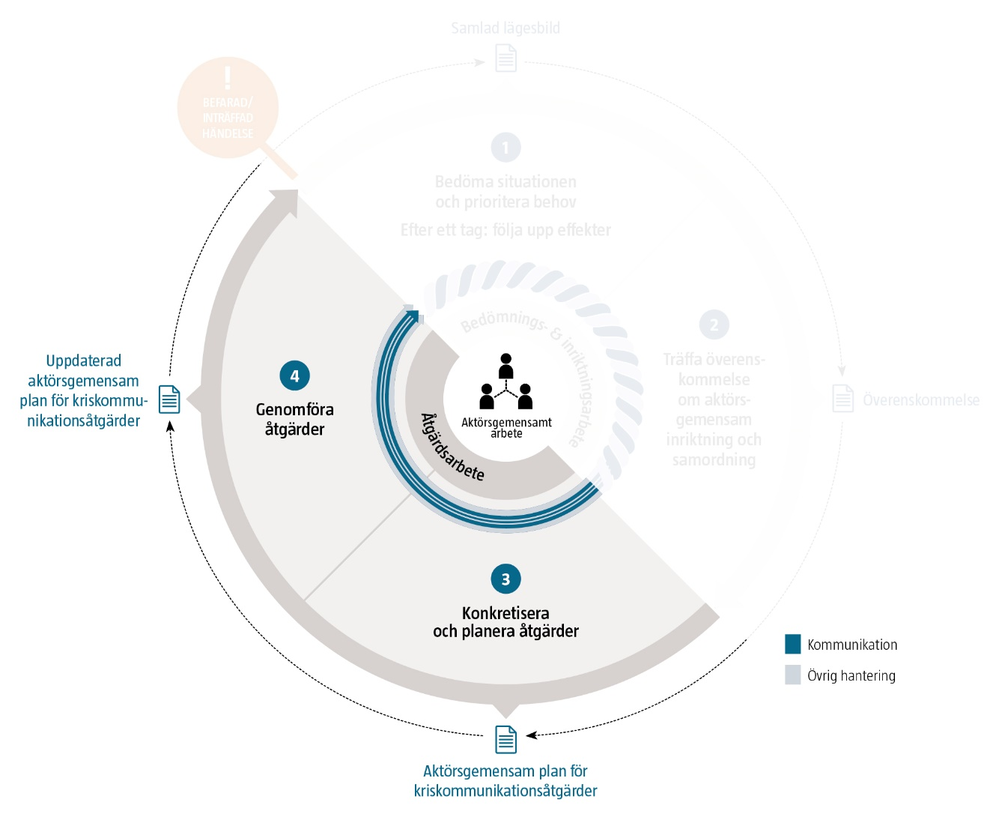 Samlad lägesbild
!
BEFARAD/
INTRÄFFAD
HÄNDELSE
1
Bedöma situationen
och prioritera behov
Efter ett tag: följa upp effekter
Bedömnings- & inriktningsarbete
2
Träffa överens-
kommelse
om aktörs-
gemensam
inriktning och
samordning
Överenskommelse
Uppdaterad
aktörsgemensam
plan för kriskommu-
nikationsåtgärder
4
Genomföra
åtgärder
Åtgärdsarbete
Aktörsgemensamt
arbete
3
Konkretisera
och planera åtgärder
Kommunikation
Övrig hantering
Aktörsgemensam plan för
kriskommunikationsåtgärder